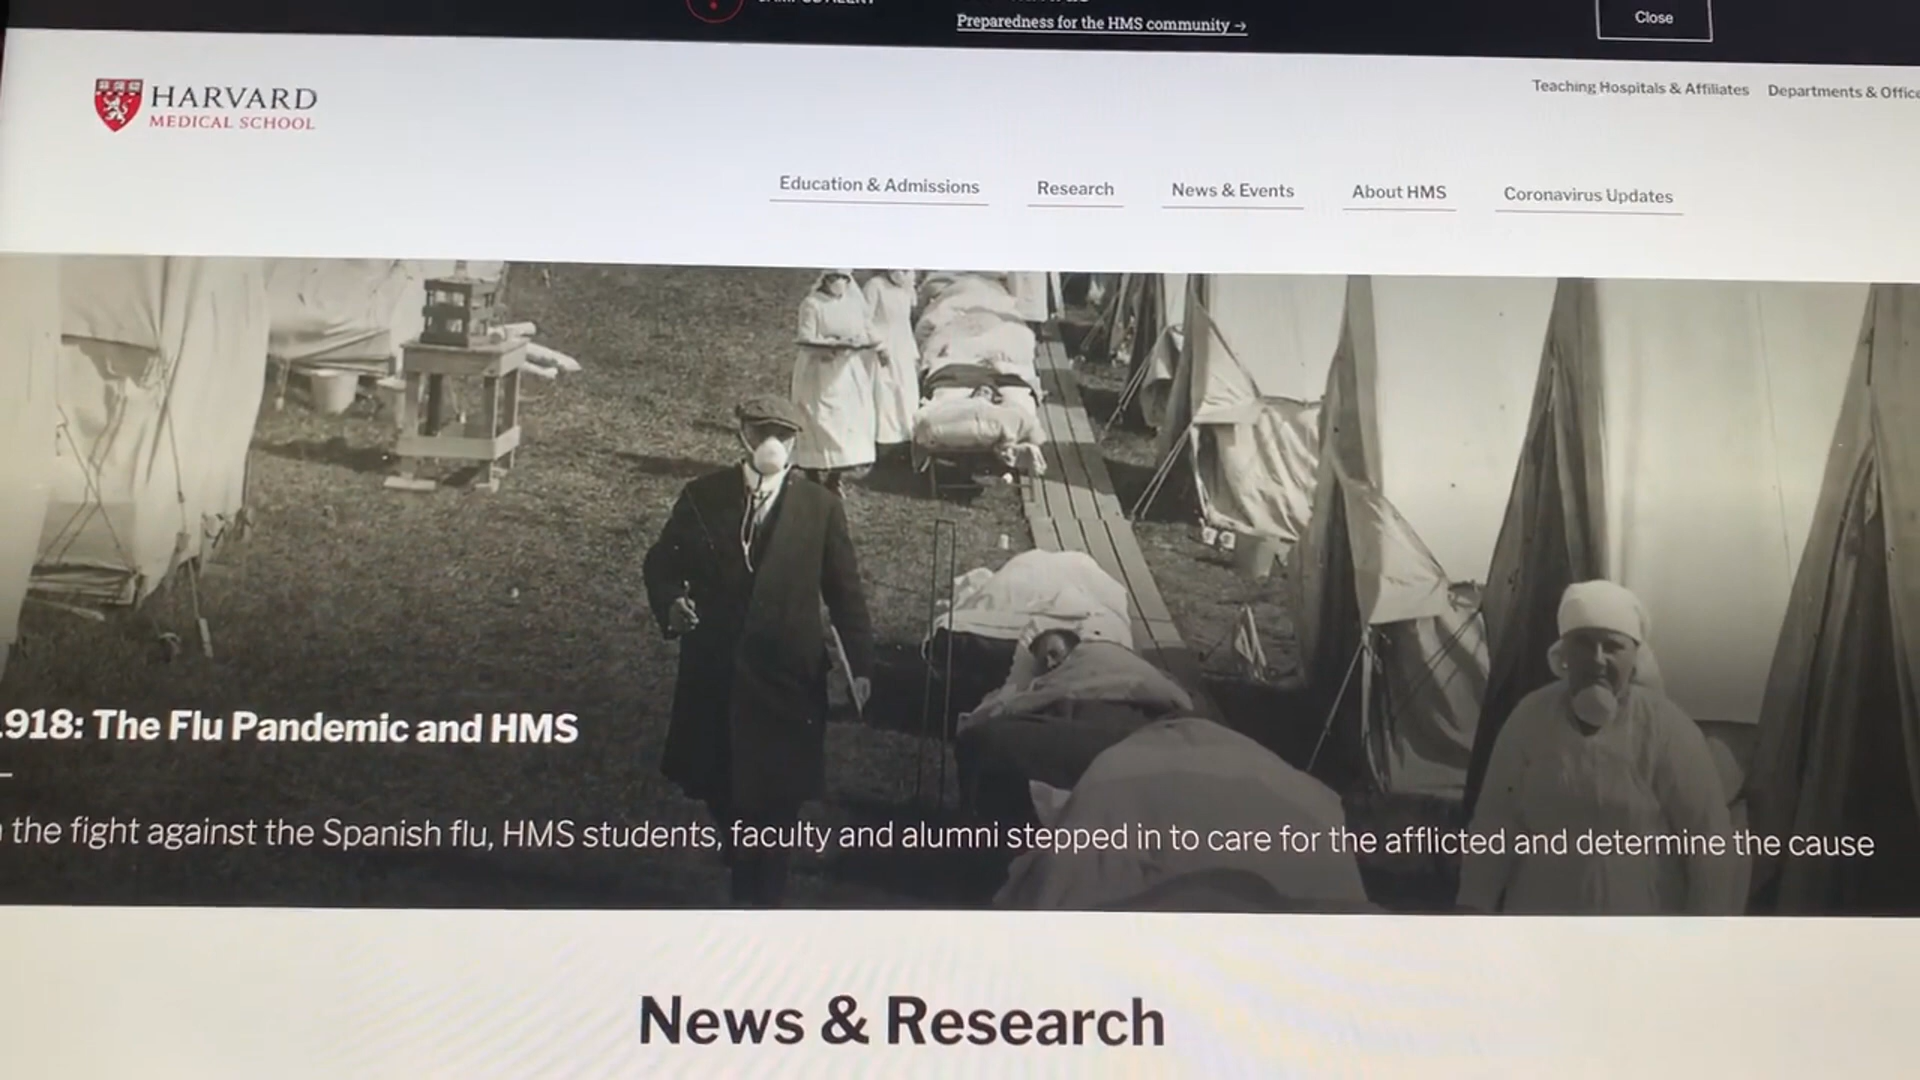 Preparedness for the HMS community →
Close
HARVARD
MEDICAL SCHOOL
Teaching Hospitals & Affiliates
Departments &
Education & Admissions
Research
News & Events
About HMS
Coronavirus Updates
918: The Flu Pandemic and HMS
the fight against the Spanish flu, HMS students, faculty and alumni stepped in to care for the afflicted and determine the cause
News & Research